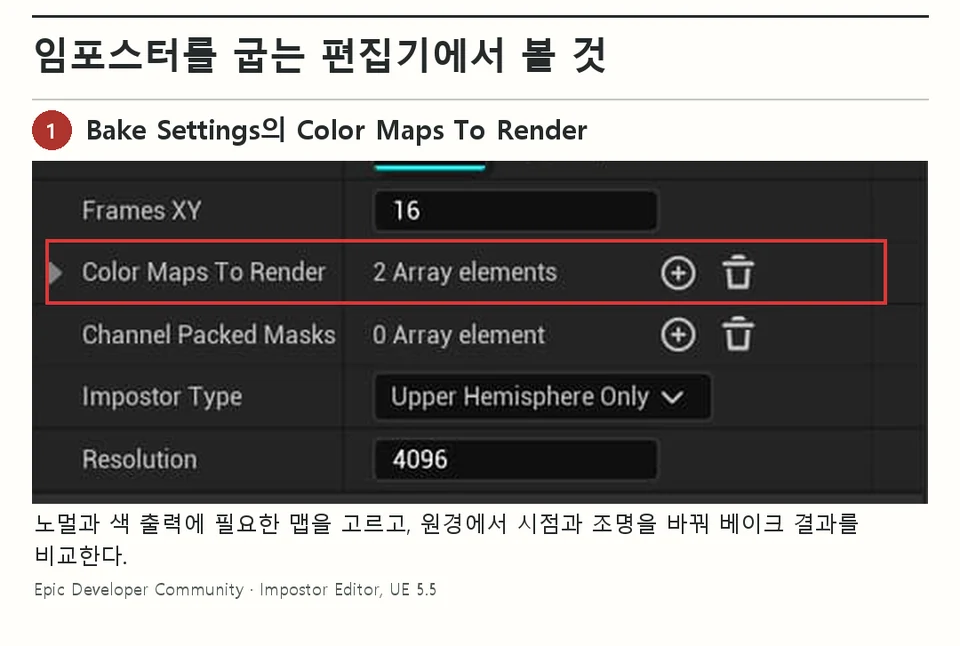 임포스터를 굽는 편집기에서 볼 것
1 Bake Settings의 Color Maps To Render
Frames XY 16
Color Maps To Render 2 Array elements
Channel Packed Masks 0 Array element
Impostor Type Upper Hemisphere Only
Resolution 4096
노멀과 색 출력에 필요한 맵을 고르고, 원경에서 시점과 조명을 바꿔 베이크 결과를
비교한다.
Epic Developer Community · Impostor Editor, UE 5.5